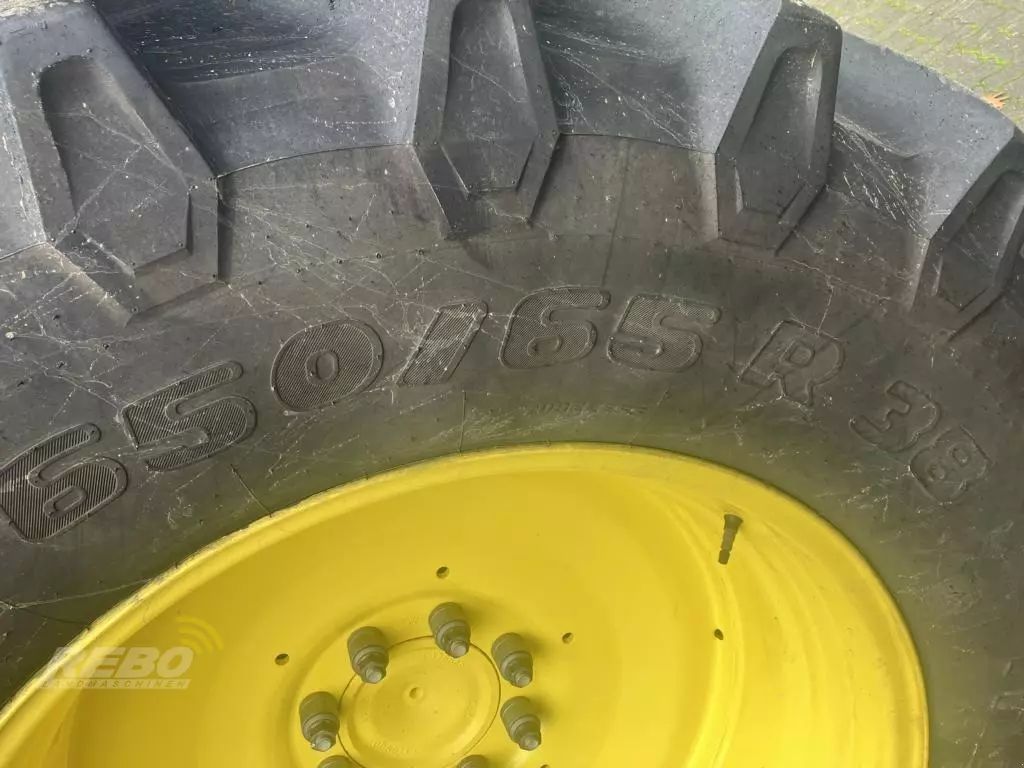 650/65 R 38
REBO
LANDMASCHINEN